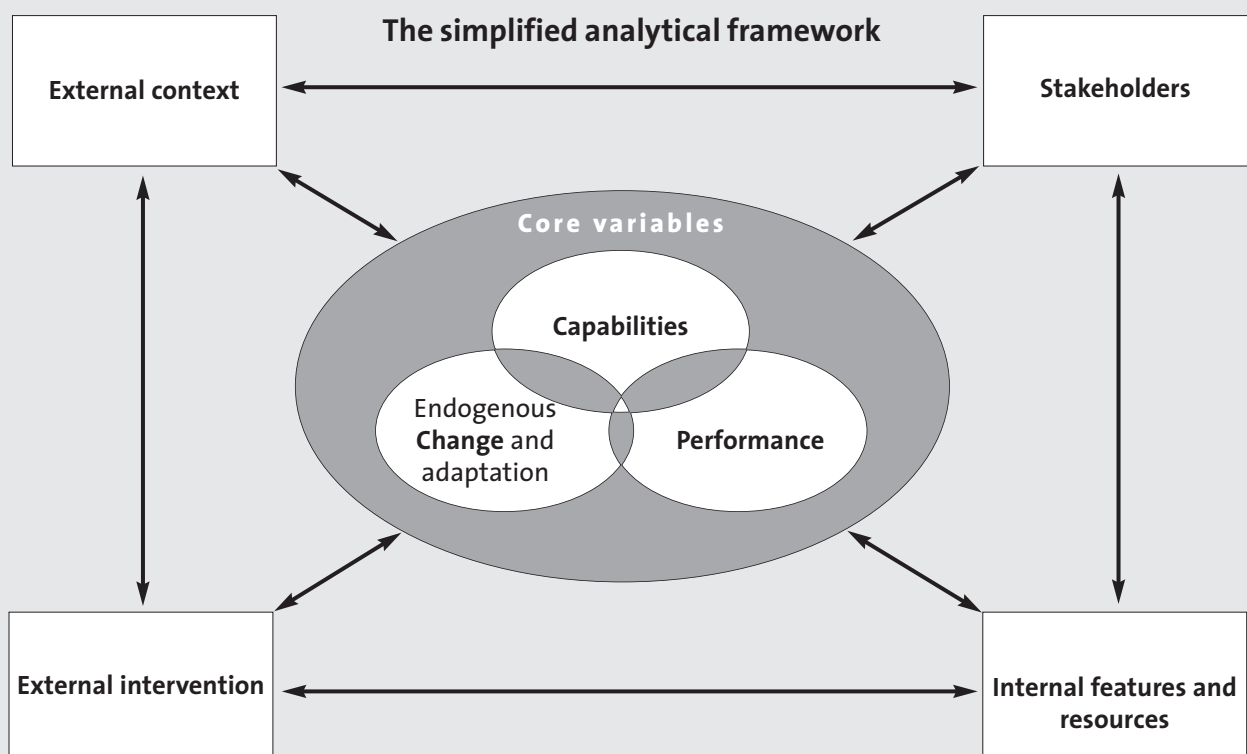 The simplified analytical framework
External context
Stakeholders
Core variables
Capabilities
Endogenous
Change and
adaptation
Performance
External intervention
Internal features and
resources